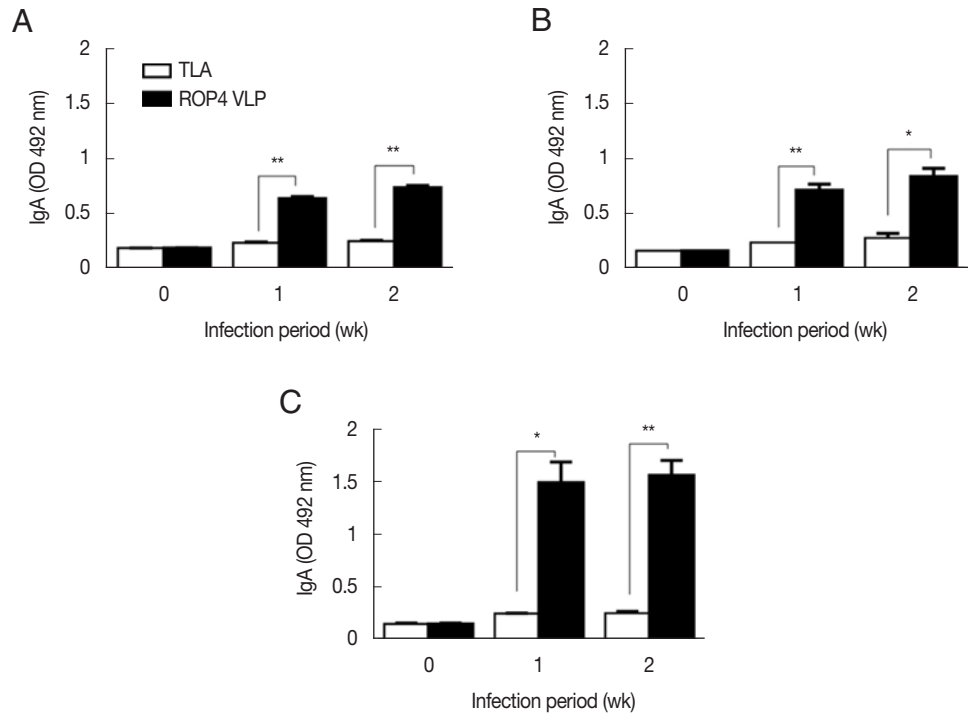 A
2
1.5
1
0.5
0
IgA (OD 492 nm)
TLA
ROP4 VLP
**
**
0 1 2
Infection period (wk)
B
2
1.5
1
0.5
0
IgA (OD 492 nm)
**
*
0 1 2
Infection period (wk)
C
2
1.5
1
0.5
0
IgA (OD 492 nm)
*
**
0 1 2
Infection period (wk)